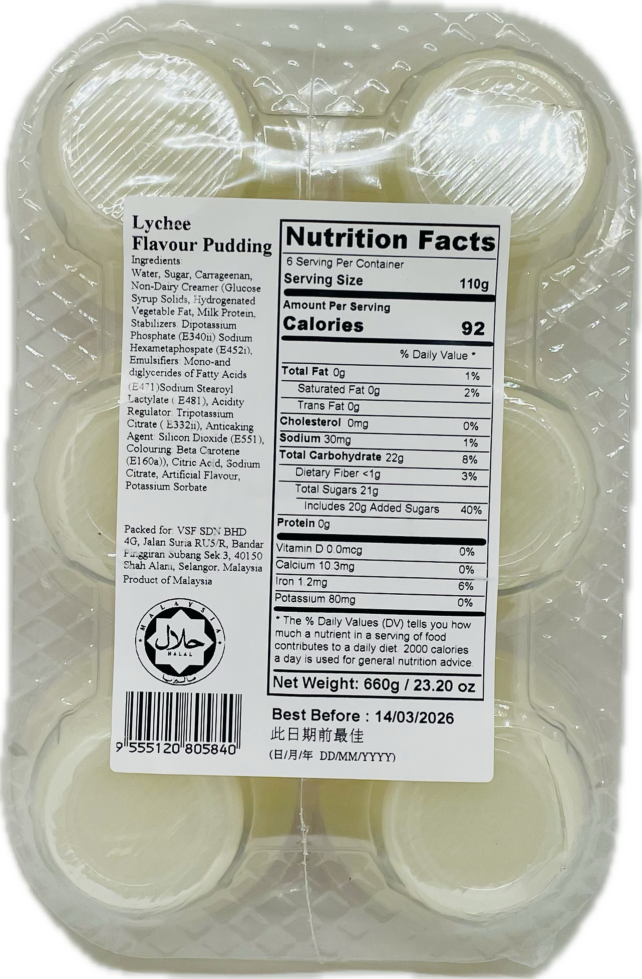 Lychee
Flavour Pudding
Ingredients:
Water, Sugar, Carrageenan,
Non-Dairy Creamer (Glucose
Syrup Solids, Hydrogenated
Vegetable Fat, Milk Protein,
Stabilizers: Dipotassium
Phosphate (E340ii) Sodium
Hexametaphospate (E452i),
Emulsifiers: Mono-and
diglycerides of Fatty Acids
(E471)Sodium Stearoyl
Lactylate ( E481), Acidity
Regulator: Tripotassium
Citrate ( E332ii), Anticaking
Agent: Silicon Dioxide (E551),
Colouring: Beta Carotene
(E160a)), Citric Acid, Sodium
Citrate, Artificial Flavour,
Potassium Sorbate
Packed for: VSF SDN BHD
4G, Jalan Suria RU5/R, Bandar
Pinggiran Subang Sek 3, 40150
Shah Alam, Selangor, Malaysia
Product of Malaysia
MALAYSIA
حلال
HALAL
ماليزيا
9 555120 805840
Nutrition Facts
6 Serving Per Container
Serving Size 110g
Amount Per Serving
Calories 92
% Daily Value *
Total Fat 0g 1%
Saturated Fat 0g 2%
Trans Fat 0g
Cholesterol 0mg 0%
Sodium 30mg 1%
Total Carbohydrate 22g 8%
Dietary Fiber <1g 3%
Total Sugars 21g
Includes 20g Added Sugars 40%
Protein 0g
Vitamin D 0.0mcg 0%
Calcium 10.3mg 0%
Iron 1.2mg 6%
Potassium 80mg 0%
* The % Daily Values (DV) tells you how
much a nutrient in a serving of food
contributes to a daily diet. 2000 calories
a day is used for general nutrition advice.
Net Weight: 660g / 23.20 oz
Best Before : 14/03/2026
此日期前最佳
(日/月/年 DD/MM/YYYY)